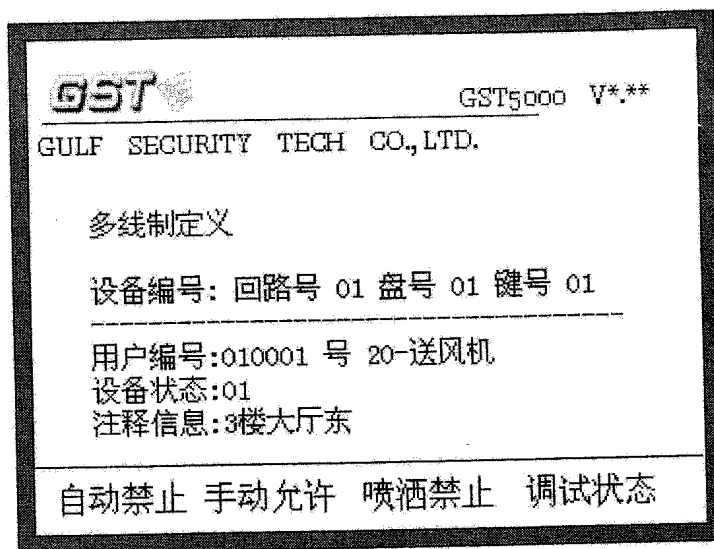 GST
GST5000 V*.**
GULF SECURITY TECH CO.,LTD.
多线制定义
设备编号: 回路号 01 盘号 01 键号 01
用户编号:010001 号 20-送风机
设备状态:01
注释信息:3楼大厅东
自动禁止 手动允许 喷洒禁止 调试状态